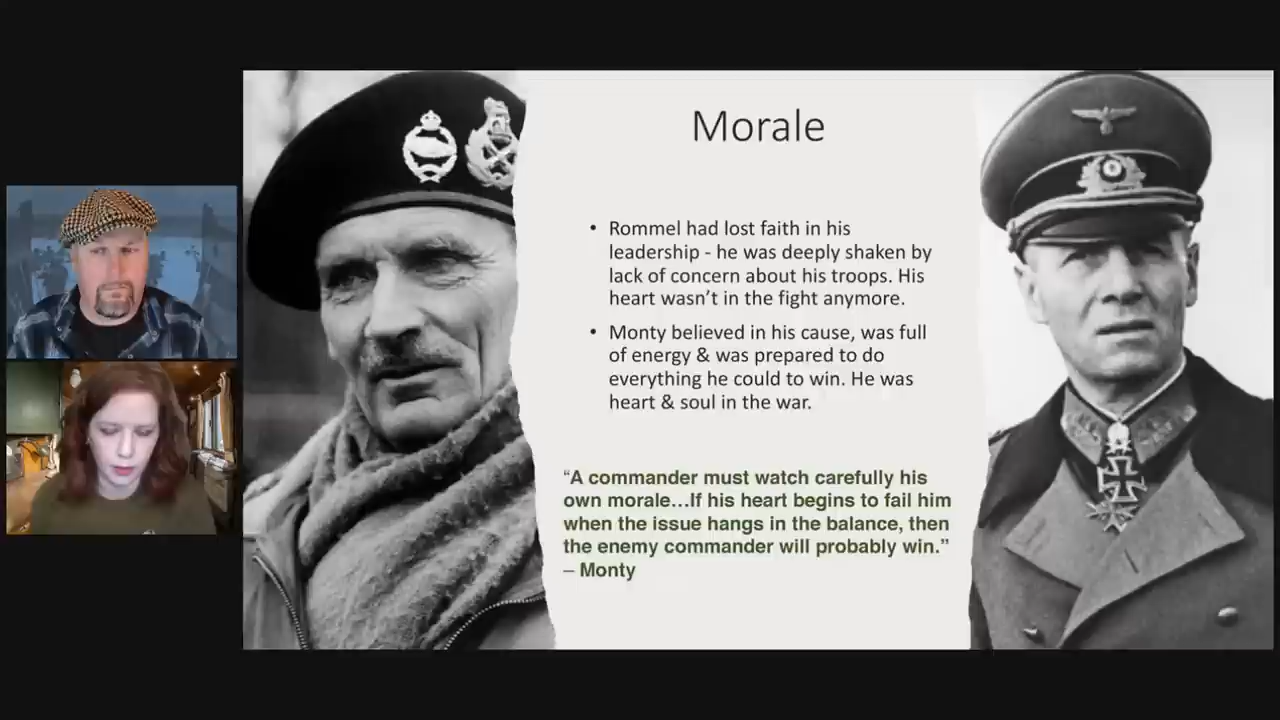 Morale
• Rommel had lost faith in his
leadership - he was deeply shaken by
lack of concern about his troops. His
heart wasn’t in the fight anymore.
• Monty believed in his cause, was full
of energy & was prepared to do
everything he could to win. He was
heart & soul in the war.
“A commander must watch carefully his
own morale…If his heart begins to fail him
when the issue hangs in the balance, then
the enemy commander will probably win.”
– Monty